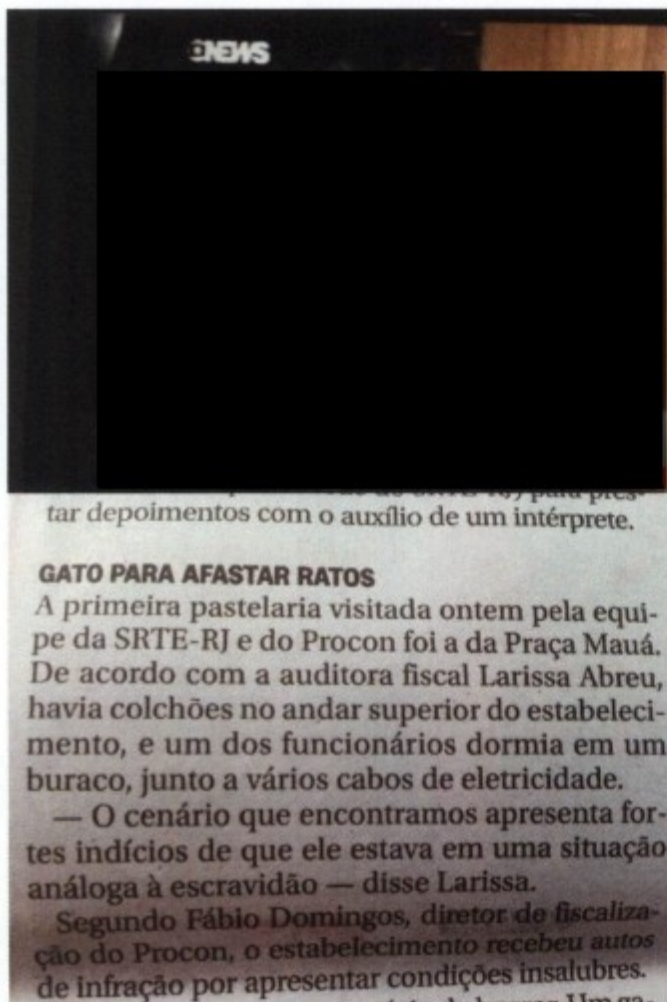 NEWS
tar depoimentos com o auxílio de um intérprete.
GATO PARA AFASTAR RATOS
A primeira pastelaria visitada ontem pela equi-
pe da SRTE-RJ e do Procon foi a da Praça Mauá.
De acordo com a auditora fiscal Larissa Abreu,
havia colchões no andar superior do estabeleci-
mento, e um dos funcionários dormia em um
buraco, junto a vários cabos de eletricidade.
— O cenário que encontramos apresenta for-
tes indícios de que ele estava em uma situação
análoga à escravidão — disse Larissa.
Segundo Fábio Domingos, diretor de fiscaliza-
ção do Procon, o estabelecimento recebeu autos
de infração por apresentar condições insalubres.